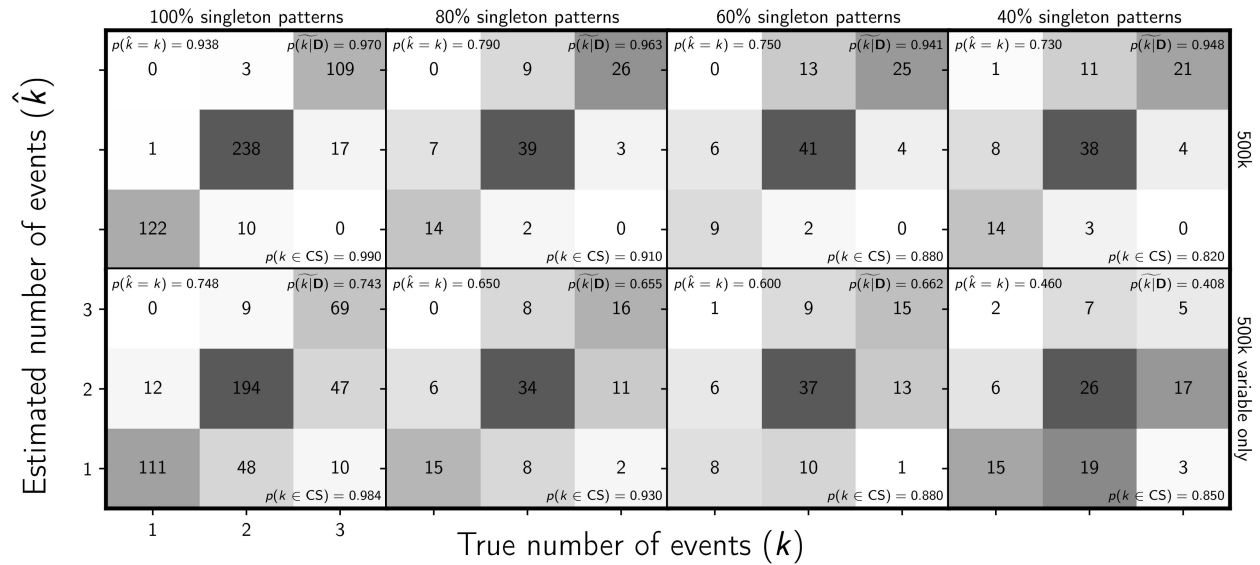 100% singleton patterns 80% singleton patterns 60% singleton patterns 40% singleton patterns
p(k̂ = k) = 0.938 p(k|D) = 0.970 p(k̂ = k) = 0.790 p(k|D) = 0.963 p(k̂ = k) = 0.750 p(k|D) = 0.941 p(k̂ = k) = 0.730 p(k|D) = 0.948
0 3 109 0 9 26 0 13 25 1 11 21
1 238 17 7 39 3 6 41 4 8 38 4
500k
122 10 0 14 2 0 9 2 0 14 3 0
p(k ∈ CS) = 0.990 p(k ∈ CS) = 0.910 p(k ∈ CS) = 0.880 p(k ∈ CS) = 0.820
Estimated number of events (k̂)
p(k̂ = k) = 0.748 p(k|D) = 0.743 p(k̂ = k) = 0.650 p(k|D) = 0.655 p(k̂ = k) = 0.600 p(k|D) = 0.662 p(k̂ = k) = 0.460 p(k|D) = 0.408
3 0 9 69 0 8 16 1 9 15 2 7 5
2 12 194 47 6 34 11 6 37 13 6 26 17
500k variable only
1 111 48 10 15 8 2 8 10 1 15 19 3
p(k ∈ CS) = 0.984 p(k ∈ CS) = 0.930 p(k ∈ CS) = 0.880 p(k ∈ CS) = 0.850
1 2 3
True number of events (k)